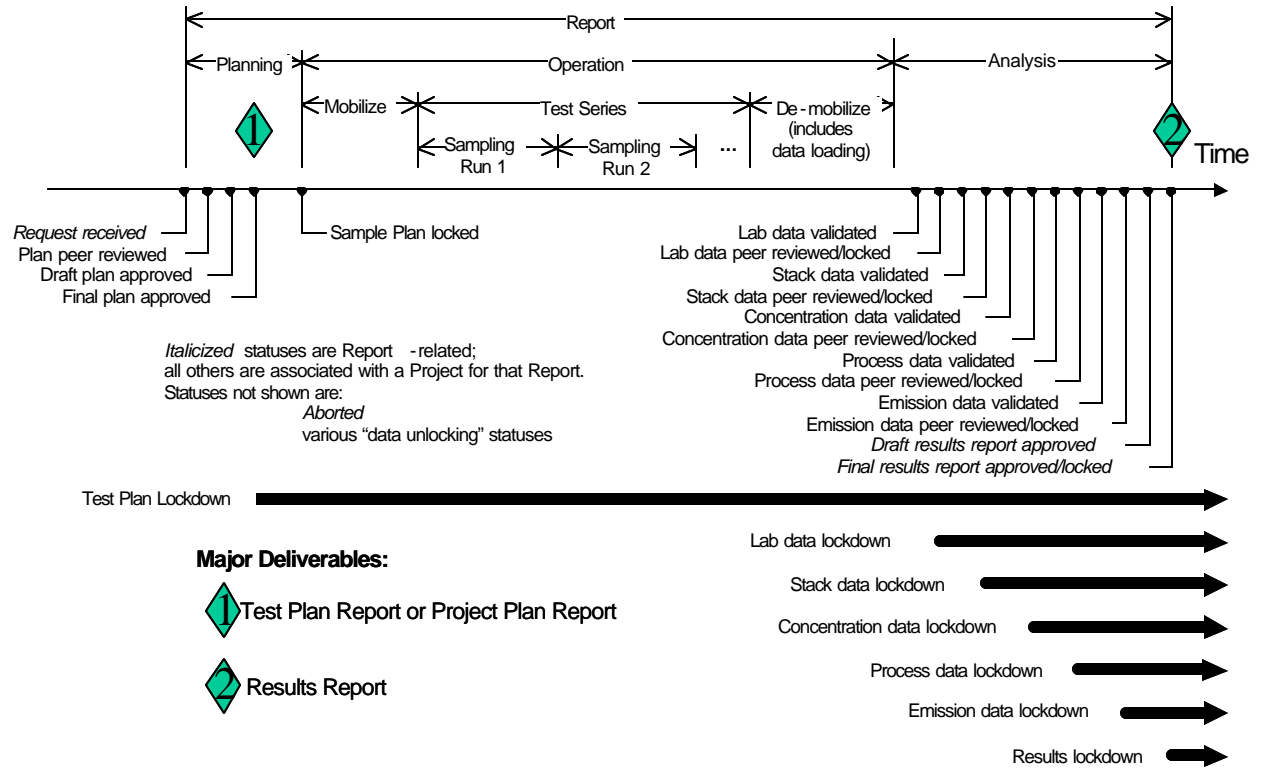 Report
Planning
Operation
Analysis
Mobilize
Test Series
De-mobilize
(includes
data loading)
1
2
Sampling
Run 1
Sampling
Run 2
...
Time
Request received
Plan peer reviewed
Draft plan approved
Final plan approved
Sample Plan locked
Lab data validated
Lab data peer reviewed/locked
Stack data validated
Stack data peer reviewed/locked
Concentration data validated
Concentration data peer reviewed/locked
Process data validated
Process data peer reviewed/locked
Emission data validated
Emission data peer reviewed/locked
Draft results report approved
Final results report approved/locked
Italicized statuses are Report -related;
all others are associated with a Project for that Report.
Statuses not shown are:
Aborted
various “data unlocking” statuses
Test Plan Lockdown
Lab data lockdown
Stack data lockdown
Concentration data lockdown
Process data lockdown
Emission data lockdown
Results lockdown
Major Deliverables:
1 Test Plan Report or Project Plan Report
2 Results Report